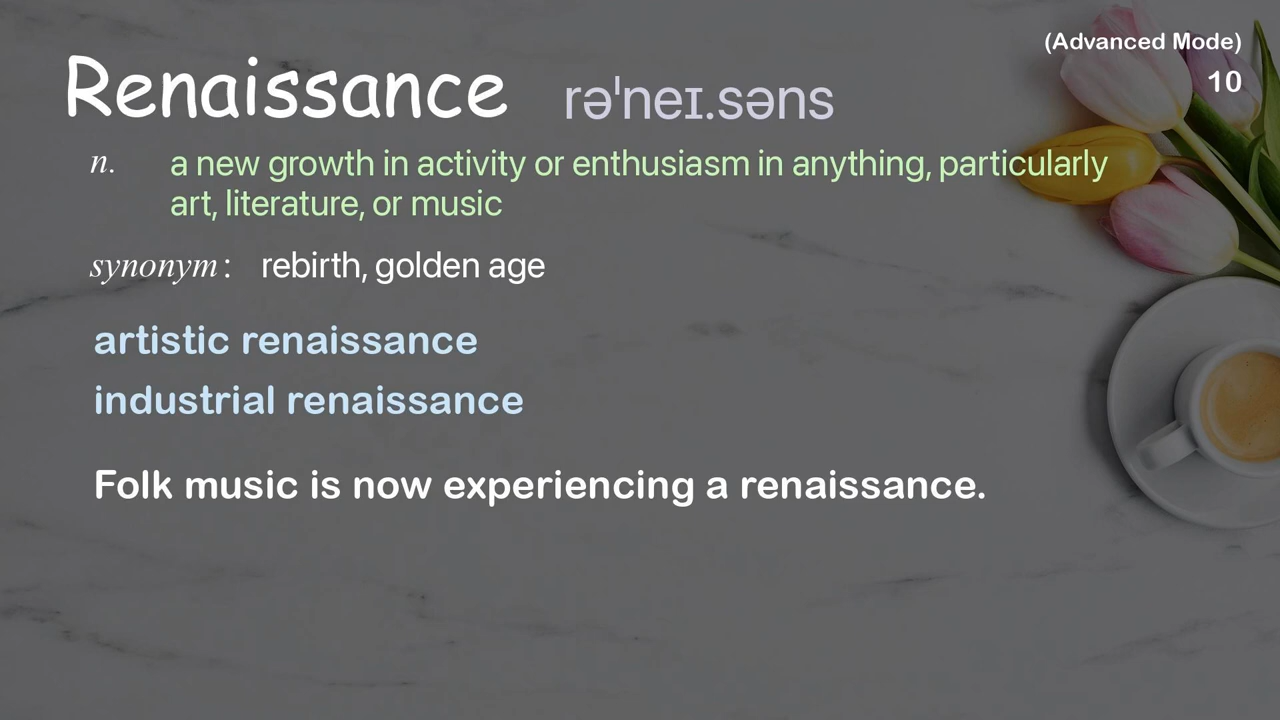 (Advanced Mode)
10
Renaissance rəˈneɪ.səns
n. a new growth in activity or enthusiasm in anything, particularly
art, literature, or music
synonym: rebirth, golden age
artistic renaissance
industrial renaissance
Folk music is now experiencing a renaissance.